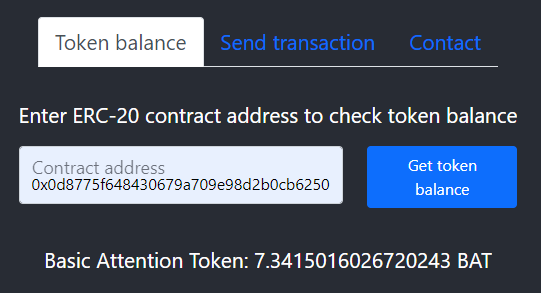 Token balance Send transaction Contact
Enter ERC-20 contract address to check token balance
Contract address
0x0d8775f648430679a709e98d2b0cb6250
Get token
balance
Basic Attention Token: 7.3415016026720243 BAT